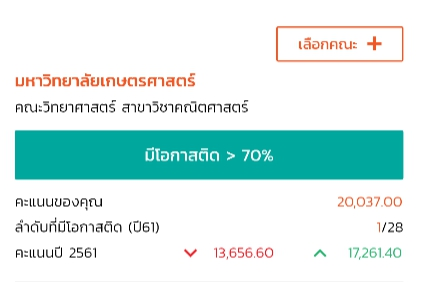 เลือกคณะ +
มหาวิทยาลัยเกษตรศาสตร์
คณะวิทยาศาสตร์ สาขาวิชาคณิตศาสตร์
มีโอกาสติด > 70%
คะแนนของคุณ 20,037.00
ลำดับที่มีโอกาสติด (ปี61) 1/28
คะแนนปี 2561 13,656.60 17,261.40